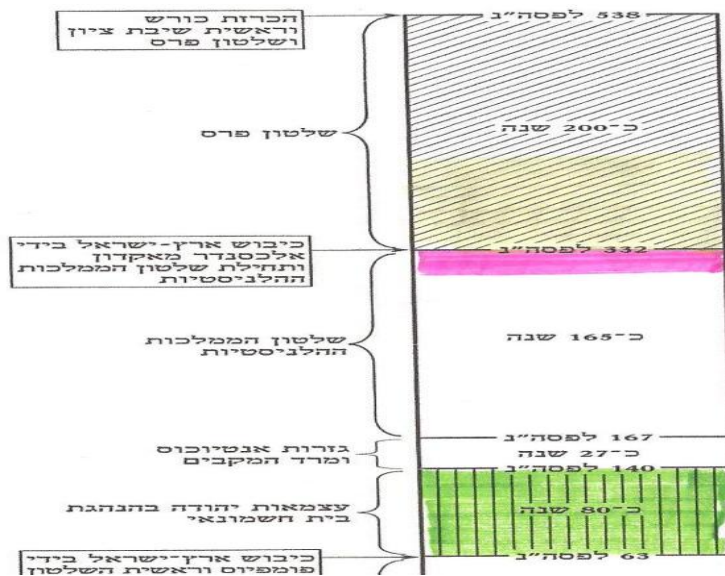 538 לפסה"נ
הכרזת כורש
וראשית שיבת ציון
ושלטון פרס
כ־200 שנה
שלטון פרס
332 לפסה"נ
כיבוש ארץ-ישראל בידי
אלכסנדר מאקדון
ותחילת שלטון הממלכות
ההלניסטיות
כ־165 שנה
שלטון הממלכות
ההלניסטיות
167 לפסה"נ
כ־27 שנה
גזרות אנטיוכוס
ומרד המקבים
140 לפסה"נ
כ־80 שנה
עצמאות יהודה בהנהגת
בית חשמונאי
63 לפסה"נ
כיבוש ארץ-ישראל בידי
פומפיוס וראשית השלטון